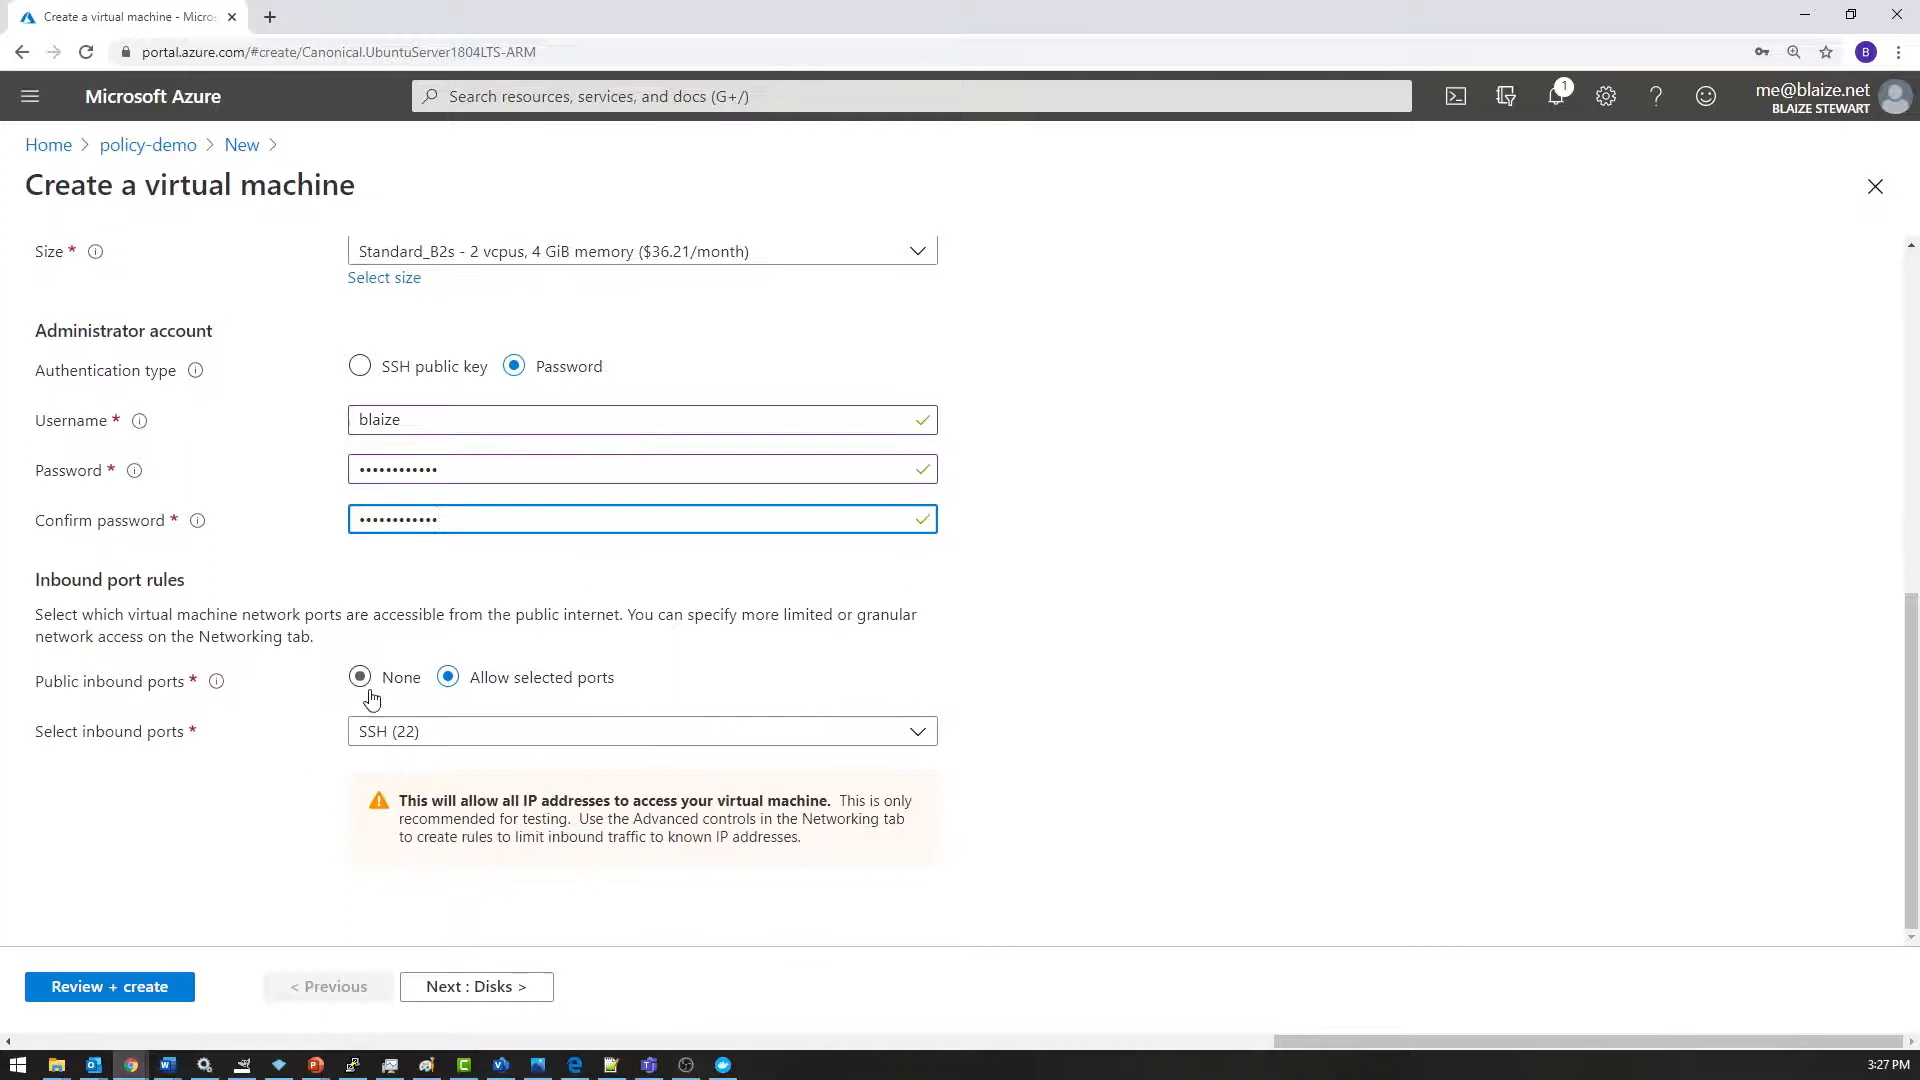 Create a virtual machine - Micro
portal.azure.com/#create/Canonical.UbuntuServer1804LTS-ARM
B
Microsoft Azure
Search resources, services, and docs (G+/)
1
me@blaize.net
BLAIZE STEWART
Home > policy-demo > New >
Create a virtual machine
Size *
Standard_B2s - 2 vcpus, 4 GiB memory ($36.21/month)
Select size
Administrator account
Authentication type
SSH public key
Password
Username *
blaize
Password *
••••••••••••
Confirm password *
••••••••••••
Inbound port rules
Select which virtual machine network ports are accessible from the public internet. You can specify more limited or granular
network access on the Networking tab.
Public inbound ports *
None
Allow selected ports
Select inbound ports *
SSH (22)
This will allow all IP addresses to access your virtual machine. This is only
recommended for testing. Use the Advanced controls in the Networking tab
to create rules to limit inbound traffic to known IP addresses.
Review + create
< Previous
Next : Disks >
3:27 PM